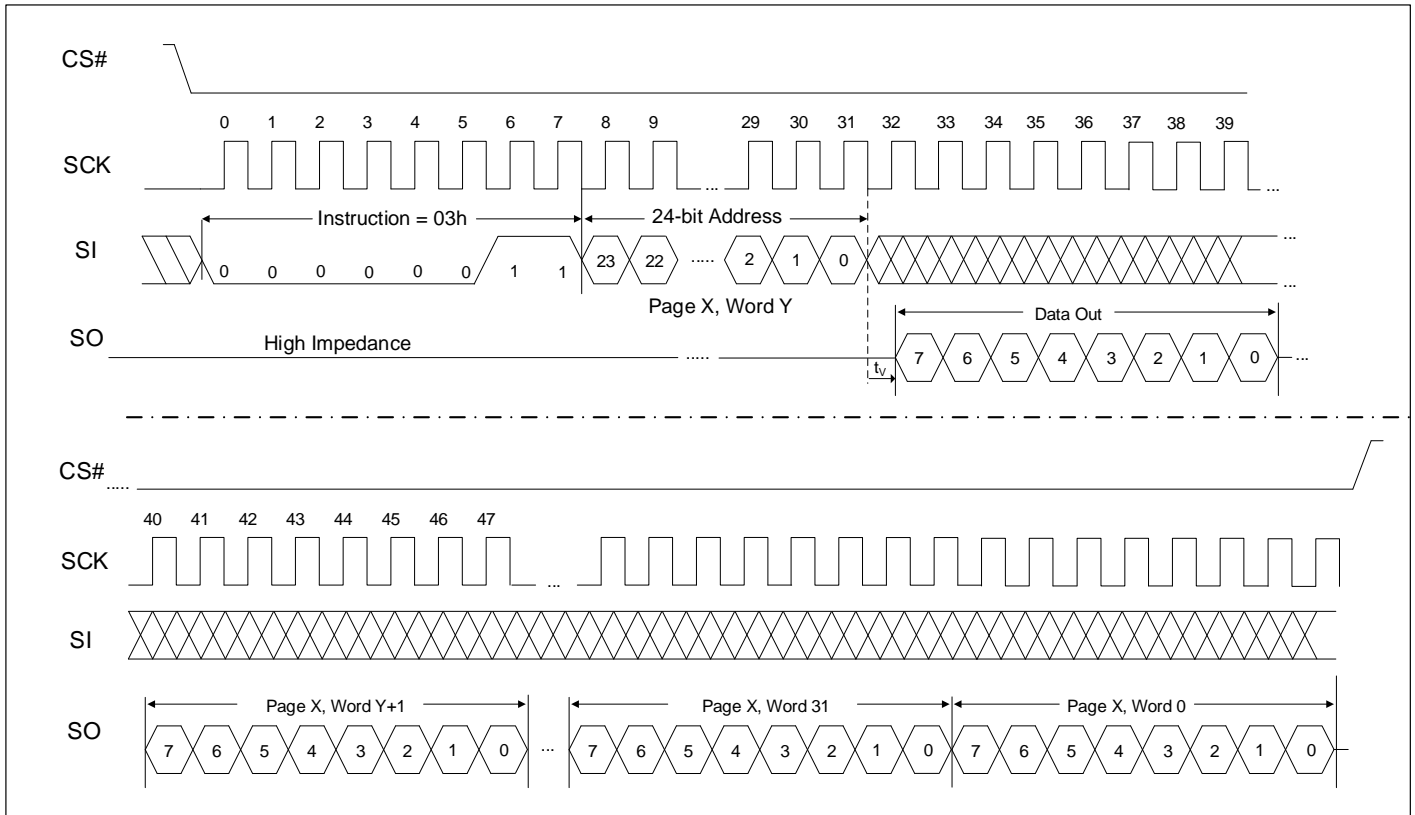 CS#
0 1 2 3 4 5 6 7 8 9 29 30 31 32 33 34 35 36 37 38 39
SCK
... ...
Instruction = 03h 24-bit Address
SI
...
0 0 0 0 0 0 1 1 23 22 ..... 2 1 0
...
Page X, Word Y
Data Out
SO
High Impedance
.....
7 6 5 4 3 2 1 0 ...
tV
CS#
.....
40 41 42 43 44 45 46 47
SCK
...
SI
Page X, Word Y+1 Page X, Word 31 Page X, Word 0
SO
7 6 5 4 3 2 1 0 ... 7 6 5 4 3 2 1 0 7 6 5 4 3 2 1 0